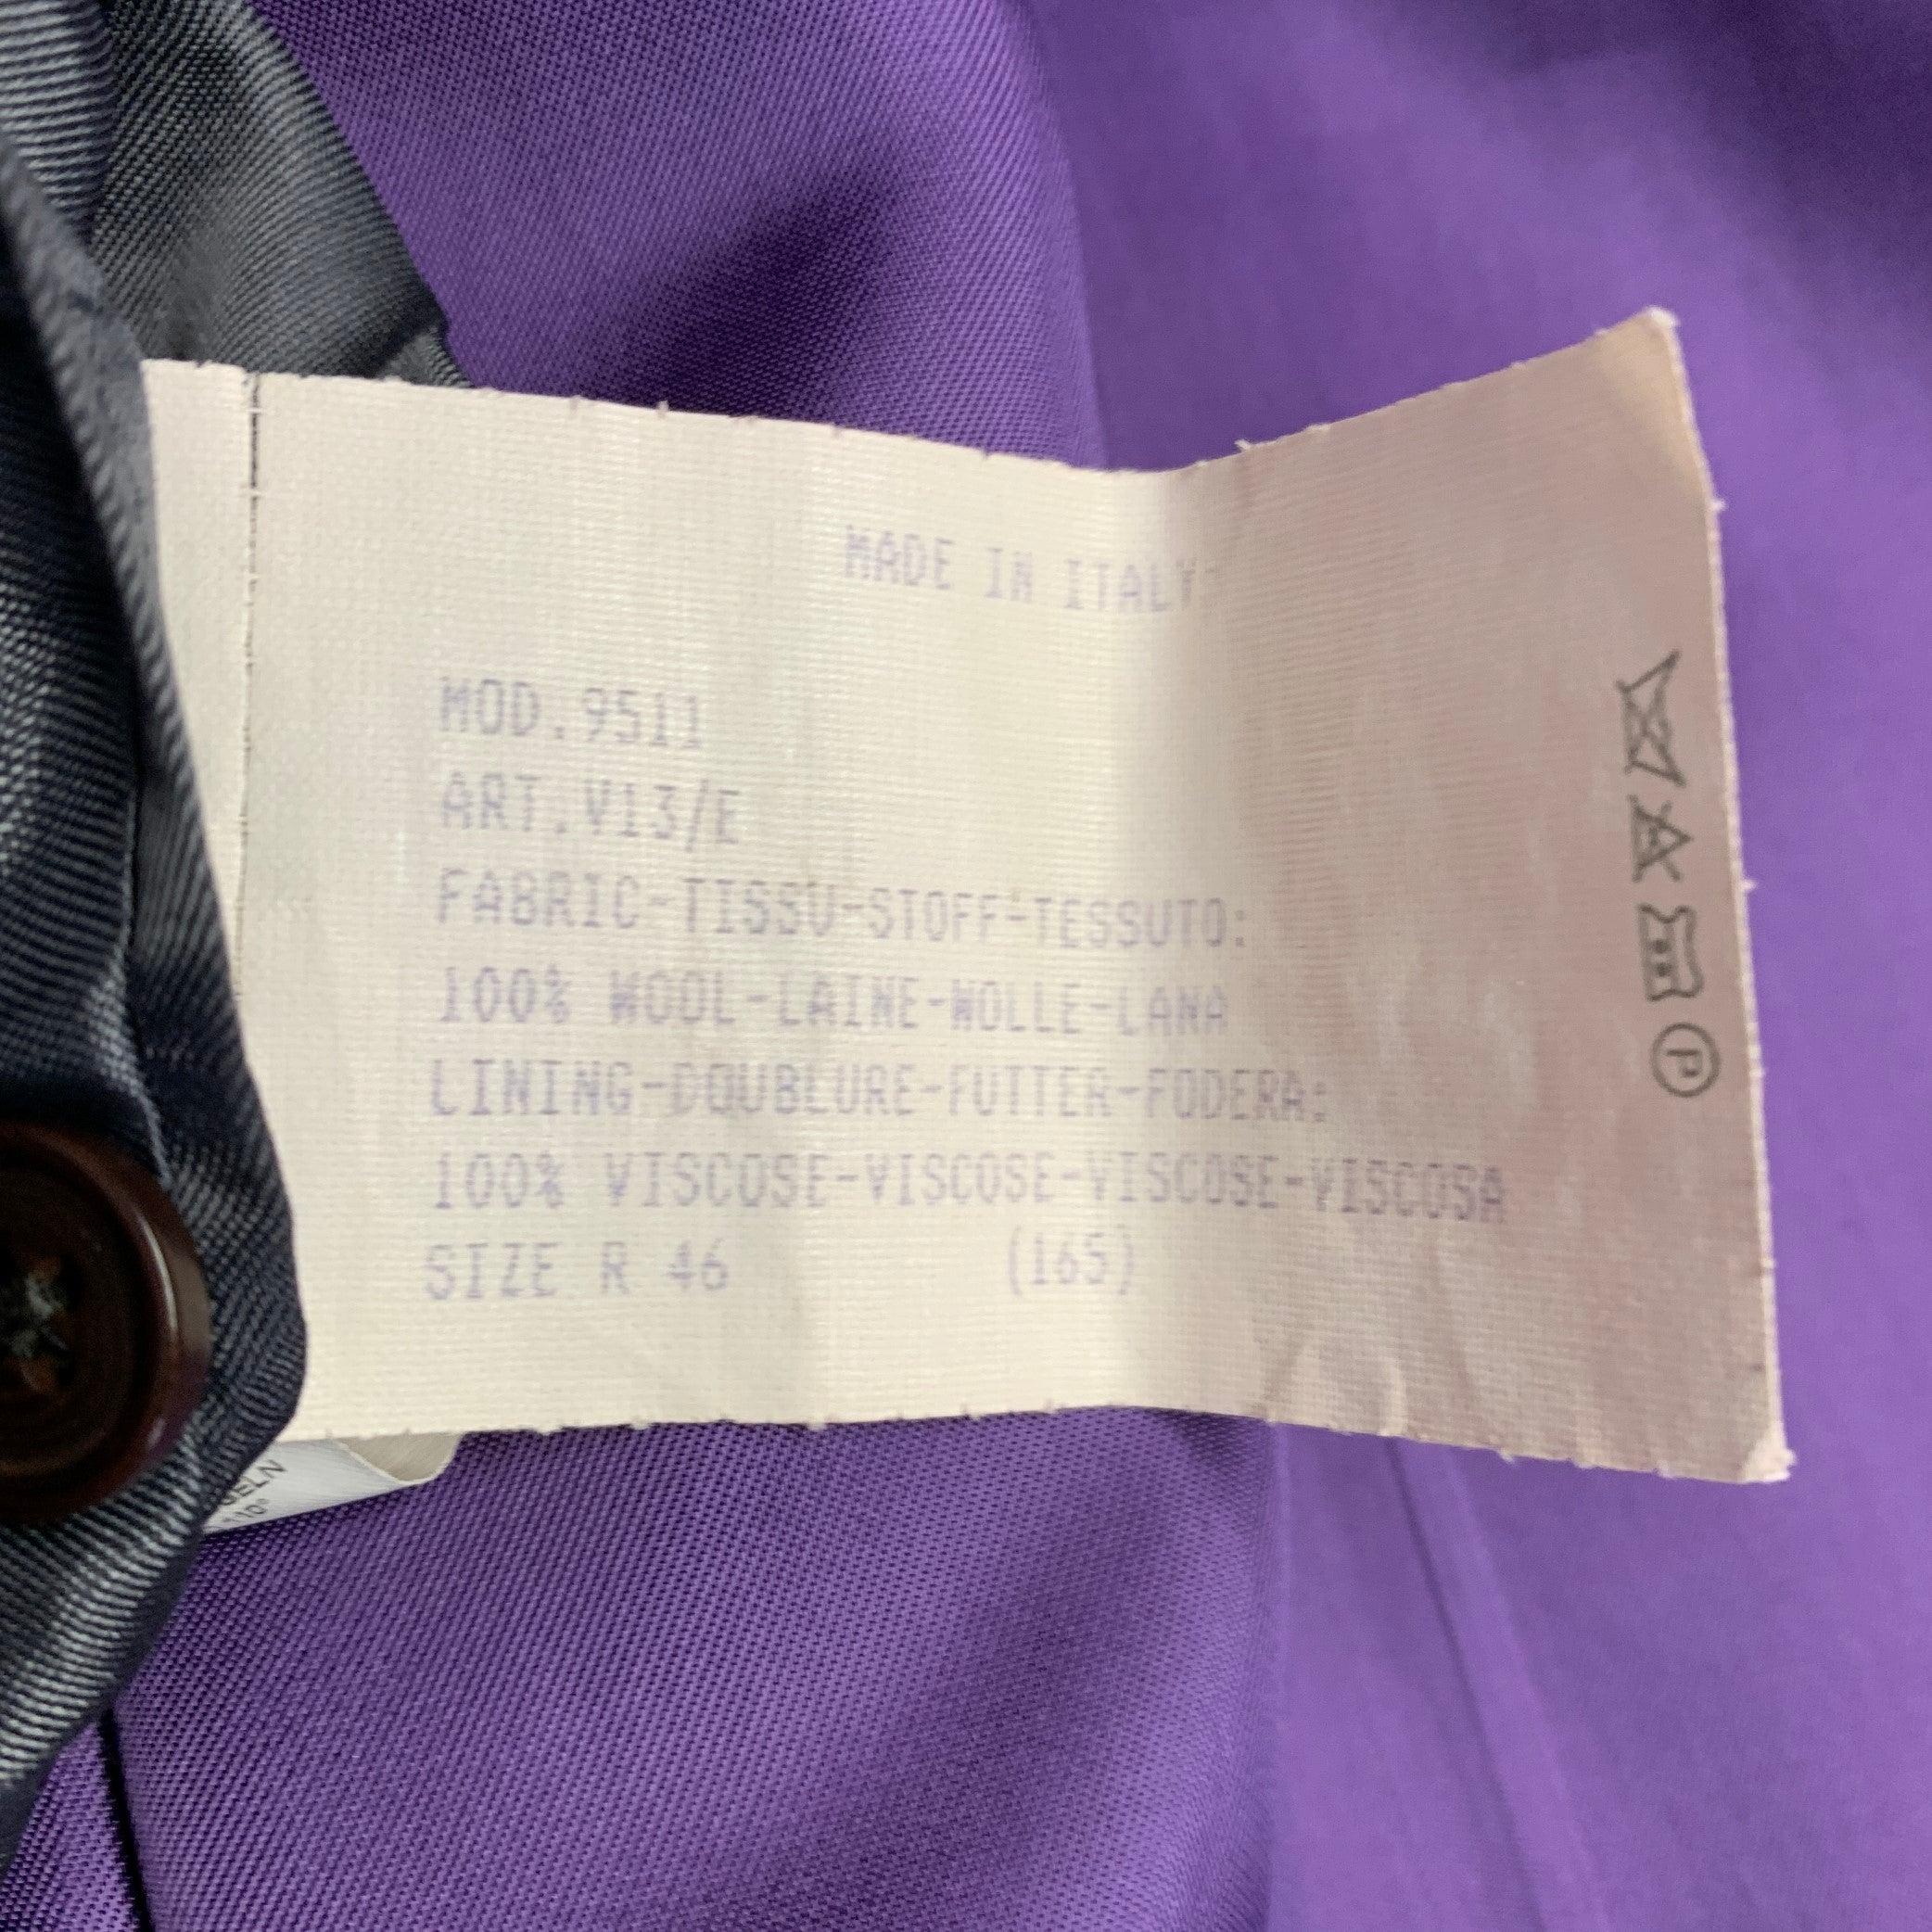 MADE IN ITALY
MOD.9511
ART.V13/E
FABRIC-TISSU-STOFF-TESSUTO:
100% WOOL-LAINE-WOLLE-LANA
LINING-DOUBLURE-FUTTER-FODERA:
100% VISCOSE-VISCOSE-VISCOSE-VISCOSA
SIZE R 46 (165)
P